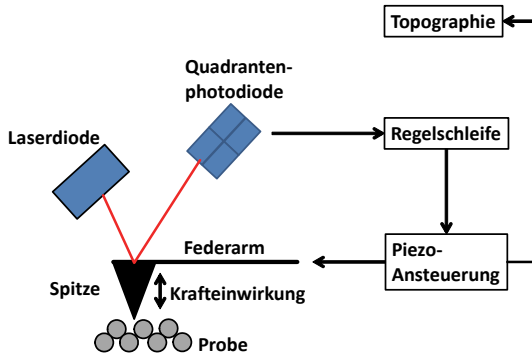 Topographie
Quadranten-
photodiode
Laserdiode
Regelschleife
Federarm
Piezo-
Ansteuerung
Spitze
Krafteinwirkung
Probe